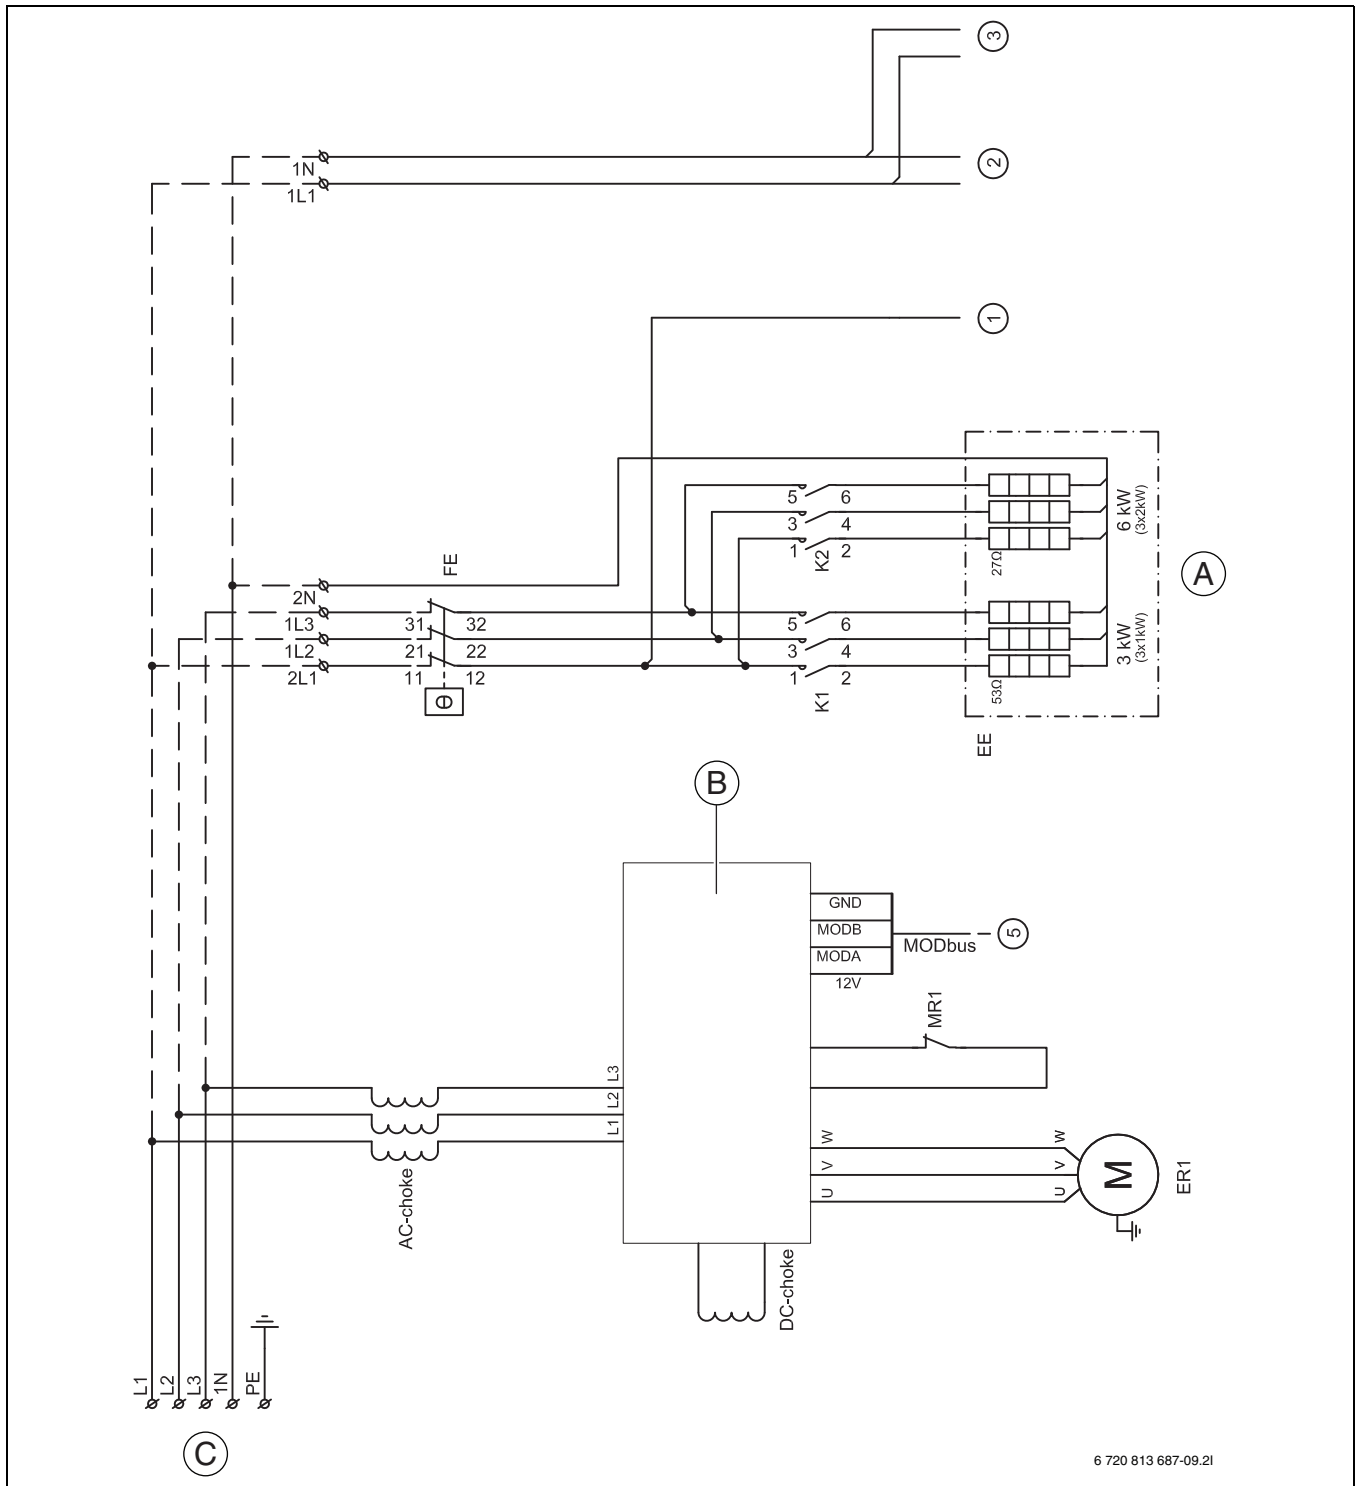 3
1N
2
1L1
1
5 6
3 4
1 2
K2
FE
27Ω
6 kW
(3x2kW)
A
2N
1L3
31 32
5 6
1L2
21 22
3 4
2L1
11 12
1 2
K1
53Ω
3 kW
(3x1kW)
θ
EE
B
GND
MODB
MODA
12V
MODbus
5
MR1
L3
L2
L1
AC-choke
W W
V V
U U
M
ER1
DC-choke
L1
L2
L3
1N
PE
C
6 720 813 687-09.2I